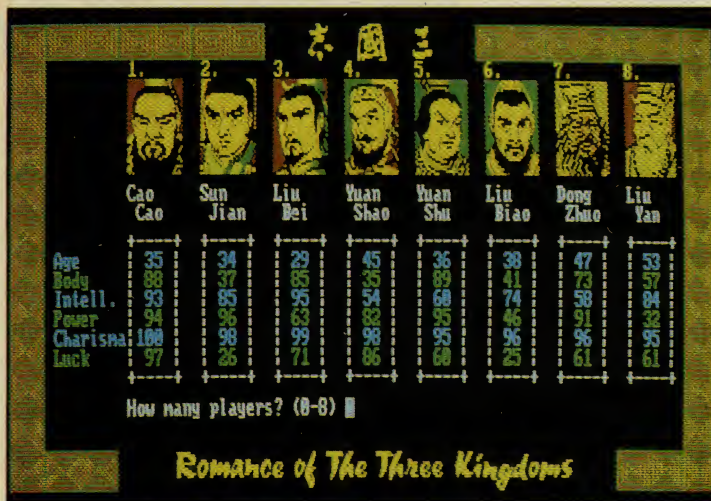 三國志
1. 2. 3. 4. 5. 6. 7. 8.
Cao Sun Liu Yuan Yuan Liu Dong Liu
Cao Jian Bei Shao Shu Biao Zhuo Yan
Age 35 34 29 45 36 38 47 53
Body 88 37 85 35 89 41 73 57
Intell. 93 85 95 54 60 74 58 84
Power 94 96 63 82 95 46 91 32
Charisma 100 98 99 98 95 96 96 95
Luck 97 26 71 86 60 25 61 61
How many players? (0-8)
Romance of The Three Kingdoms